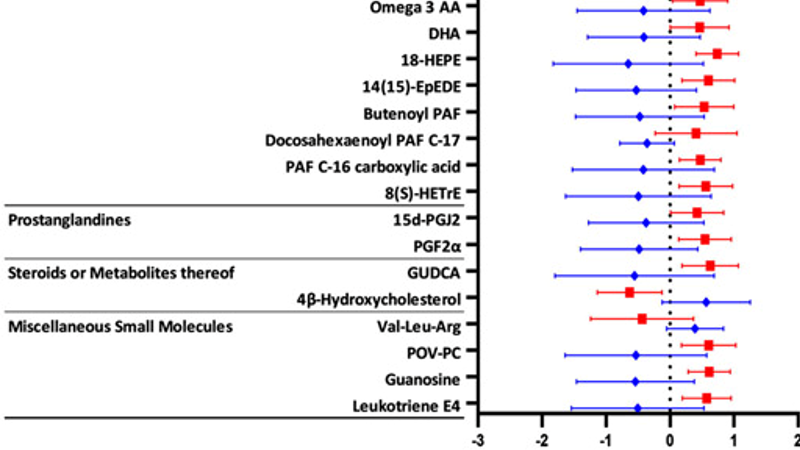 Omega 3 AA
DHA
18-HEPE
14(15)-EpEDE
Butenoyl PAF
Docosahexaenoyl PAF C-17
PAF C-16 carboxylic acid
8(S)-HETrE
Prostanglandines 15d-PGJ2
PGF2α
Steroids or Metabolites thereof GUDCA
4β-Hydroxycholesterol
Miscellaneous Small Molecules Val-Leu-Arg
POV-PC
Guanosine
Leukotriene E4
-3 -2 -1 0 1 2